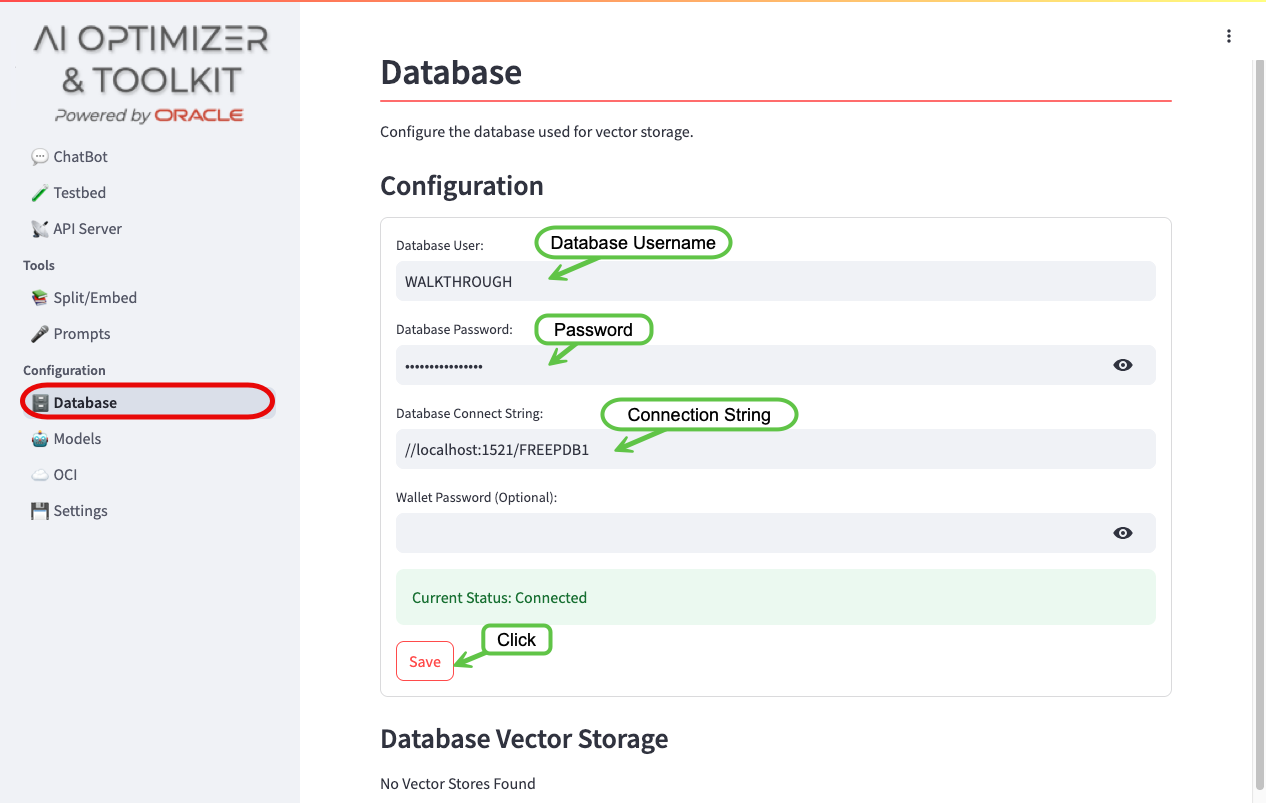 AI OPTIMIZER
& TOOLKIT
Powered by ORACLE
ChatBot
Testbed
API Server
Tools
Split/Embed
Prompts
Configuration
Database
Models
OCI
Settings
Database
Configure the database used for vector storage.
Configuration
Database User:
Database Username
WALKTHROUGH
Database Password:
Password
••••••••••••••••
Database Connect String:
Connection String
//localhost:1521/FREEPDB1
Wallet Password (Optional):
Current Status: Connected
Click
Save
Database Vector Storage
No Vector Stores Found